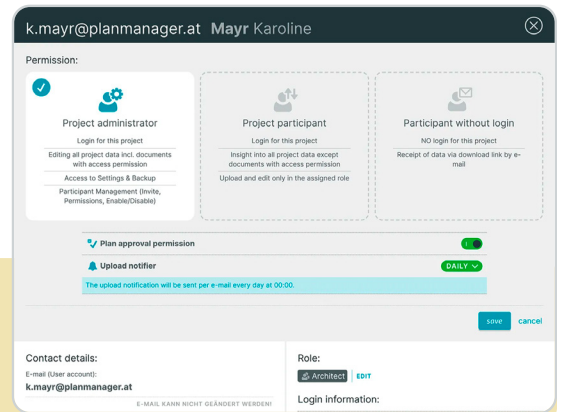 k.mayr@planmanager.at Mayr Karoline
Permission:
Project administrator
Login for this project
Editing all project data incl. documents
with access permission
Access to Settings & Backup
Participant Management (Invite,
Permissions, Enable/Disable)
Project participant
Login for this project
Insight into all project data except
documents with access permission
Upload and edit only in the assigned role
Participant without login
NO login for this project
Receipt of data via download link by e-
mail
Plan approval permission
Upload notifier
DAILY
The upload notification will be sent per e-mail every day at 00:00.
save cancel
Contact details:
E-mail (User account):
k.mayr@planmanager.at
E-MAIL KANN NICHT GEÄNDERT WERDEN!
Role:
Architect EDIT
Login information: